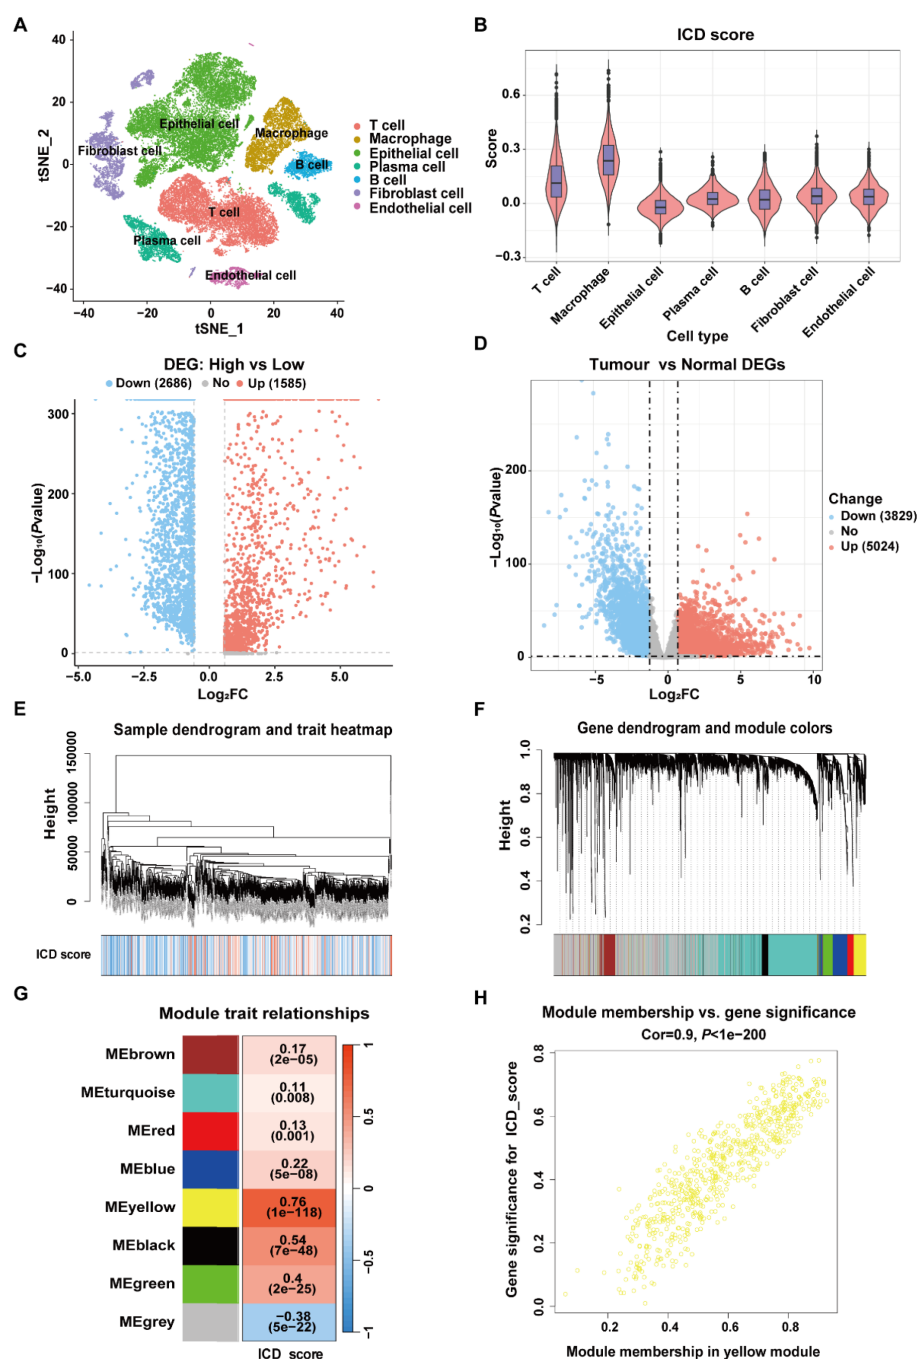 A
tSNE_2
40
20
0
−20
−40
Epithelial cell
Macrophage
Fibroblast cell
B cell
T cell
Plasma cell
Endothelial cell
−40
−20
0
20
40
tSNE_1
T cell
Macrophage
Epithelial cell
Plasma cell
B cell
Fibroblast cell
Endothelial cell
B
ICD score
Score
0.6
0.3
0.0
−0.3
T cell
Macrophage
Epithelial cell
Plasma cell
B cell
Fibroblast cell
Endothelial cell
Cell type
C
DEG: High vs Low
Down (2686) No Up (1585)
−Log₁₀(Pvalue)
300
200
100
0
−5.0
−2.5
0.0
2.5
5.0
Log₂FC
D
Tumour vs Normal DEGs
−Log₁₀(Pvalue)
200
100
0
−5
0
5
10
Log₂FC
Change
Down (3829)
No
Up (5024)
E
Sample dendrogram and trait heatmap
Height
150000
100000
50000
0
ICD score
F
Gene dendrogram and module colors
Height
1.0
0.8
0.6
0.4
0.2
G
Module trait relationships
MEbrown
0.17
(2e−05)
MEturquoise
0.11
(0.008)
MEred
0.13
(0.001)
MEblue
0.22
(5e−08)
MEyellow
0.76
(1e−118)
MEblack
0.54
(7e−48)
MEgreen
0.4
(2e−25)
MEgrey
−0.38
(5e−22)
ICD_score
1
0.5
0
−0.5
−1
H
Module membership vs. gene significance
Cor=0.9, P<1e−200
Gene significance for ICD_score
0.8
0.6
0.4
0.2
0.0
0.2
0.4
0.6
0.8
Module membership in yellow module